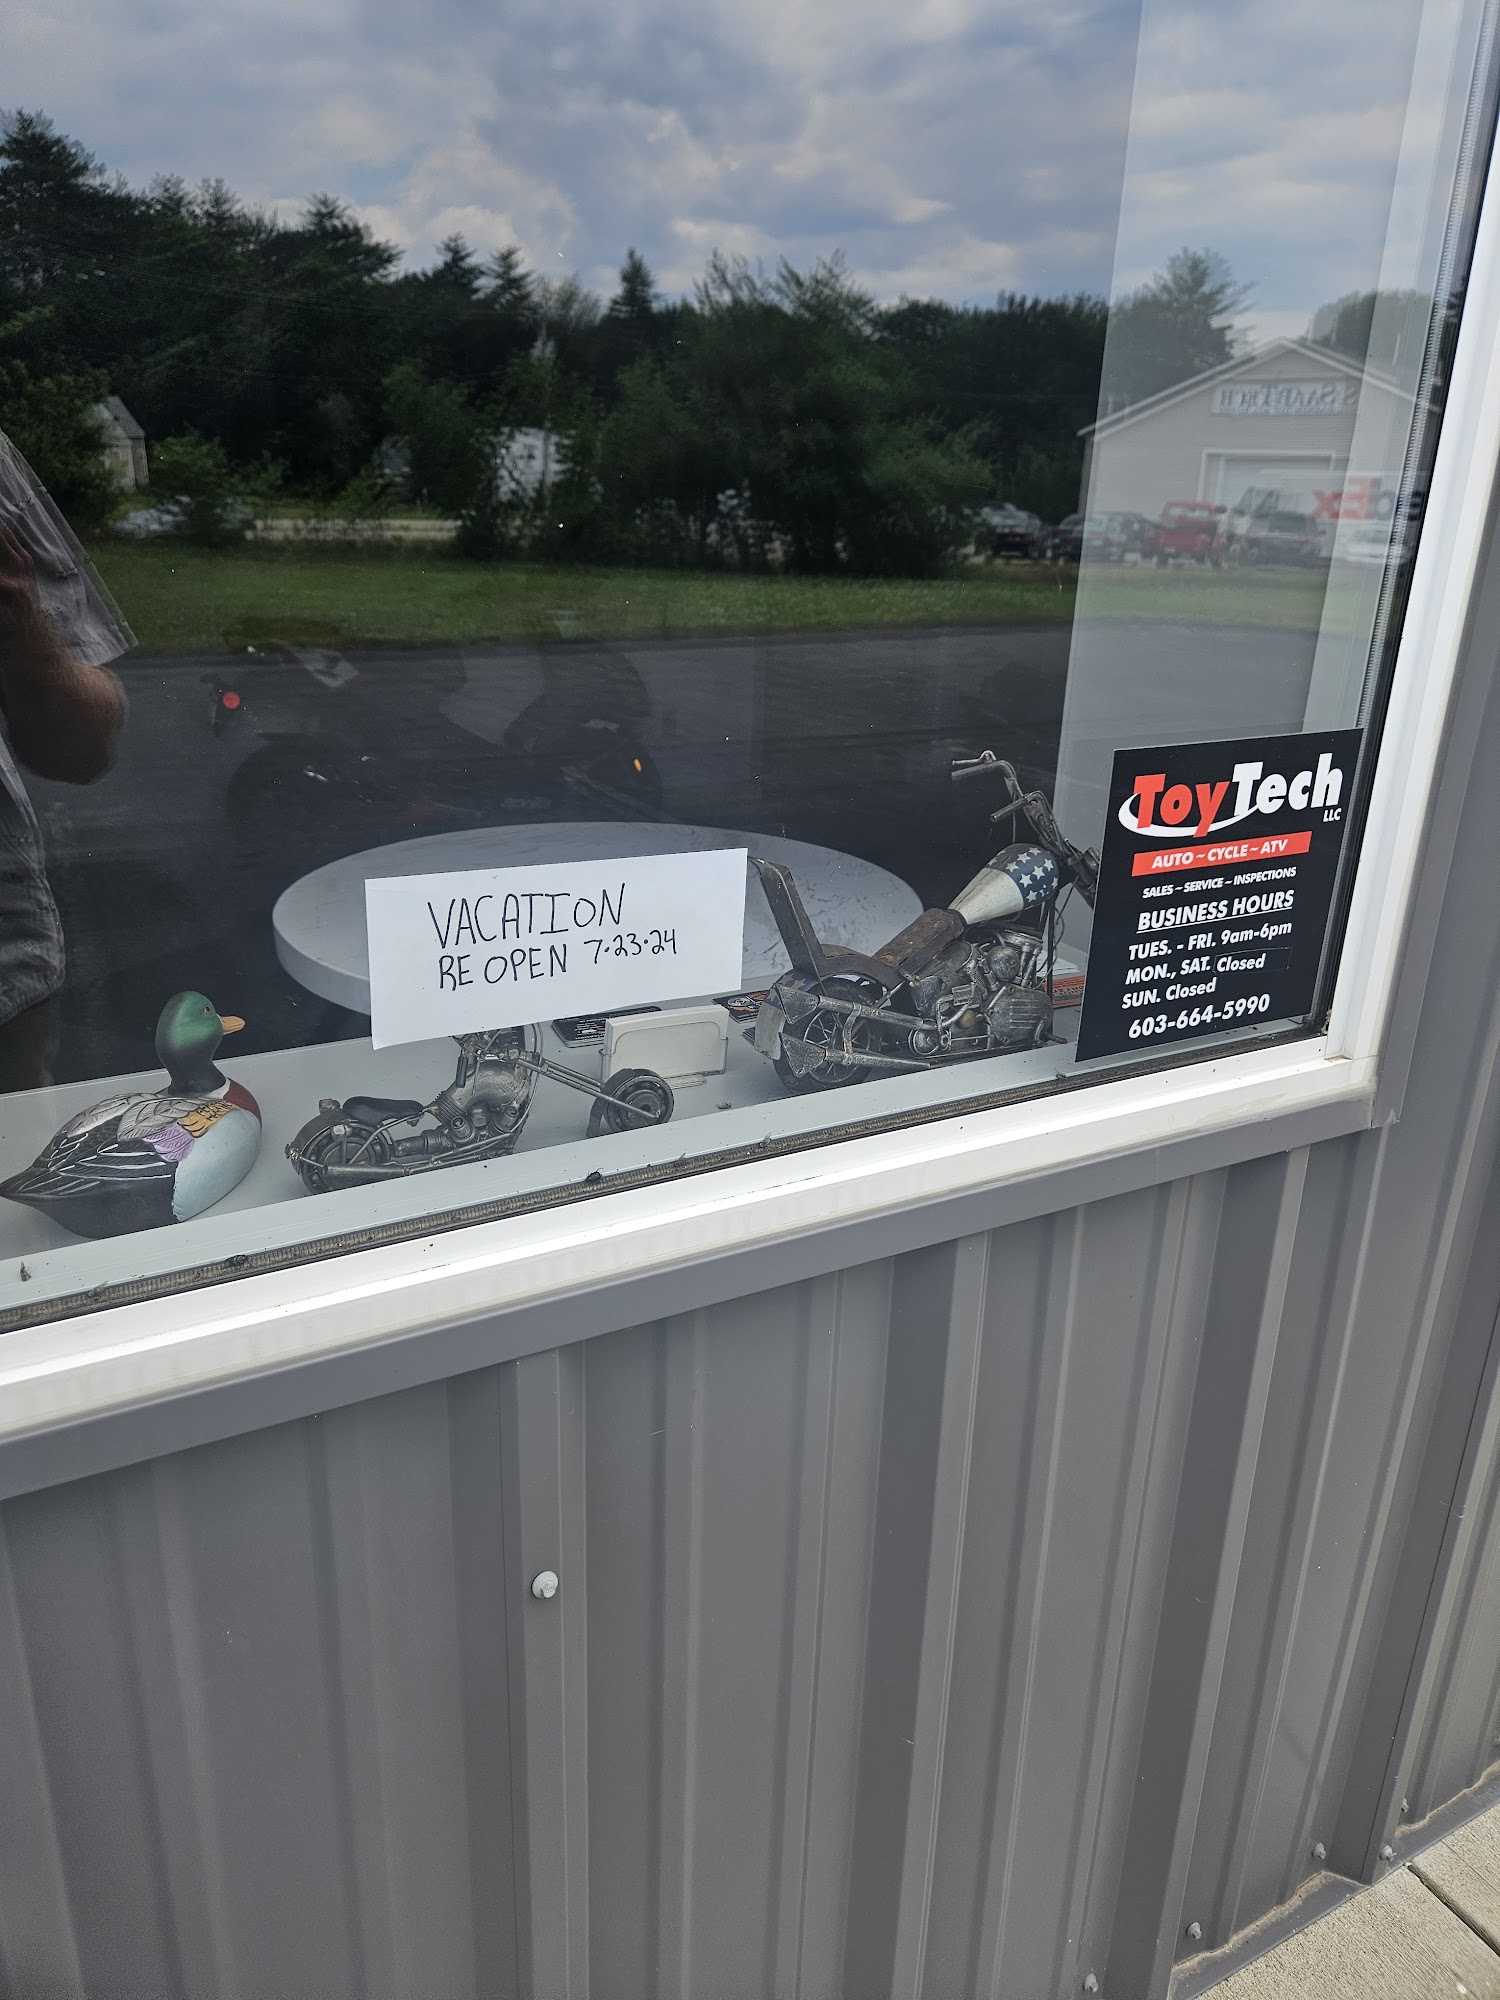 VACATION
RE OPEN 7·23·24
ToyTech
LLC
AUTO ~ CYCLE ~ ATV
SALES ~ SERVICE ~ INSPECTIONS
BUSINESS HOURS
TUES. - FRI. 9am-6pm
MON., SAT. Closed
SUN. Closed
603-664-5990
SAABTECH